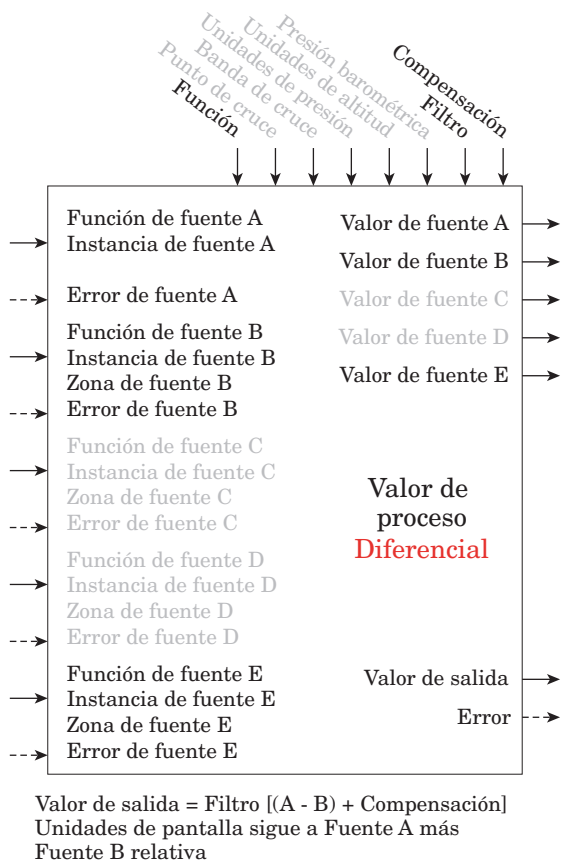 Presión barométrica
Unidades de altitud
Unidades de presión
Banda de cruce
Punto de cruce
Función
Compensación
Filtro
Función de fuente A
Instancia de fuente A
Error de fuente A
Función de fuente B
Instancia de fuente B
Zona de fuente B
Error de fuente B
Función de fuente C
Instancia de fuente C
Zona de fuente C
Error de fuente C
Función de fuente D
Instancia de fuente D
Zona de fuente D
Error de fuente D
Función de fuente E
Instancia de fuente E
Zona de fuente E
Error de fuente E
Valor de fuente A
Valor de fuente B
Valor de fuente C
Valor de fuente D
Valor de fuente E
Valor de
proceso
Diferencial
Valor de salida
Error
Valor de salida = Filtro [(A - B) + Compensación]
Unidades de pantalla sigue a Fuente A más
Fuente B relativa